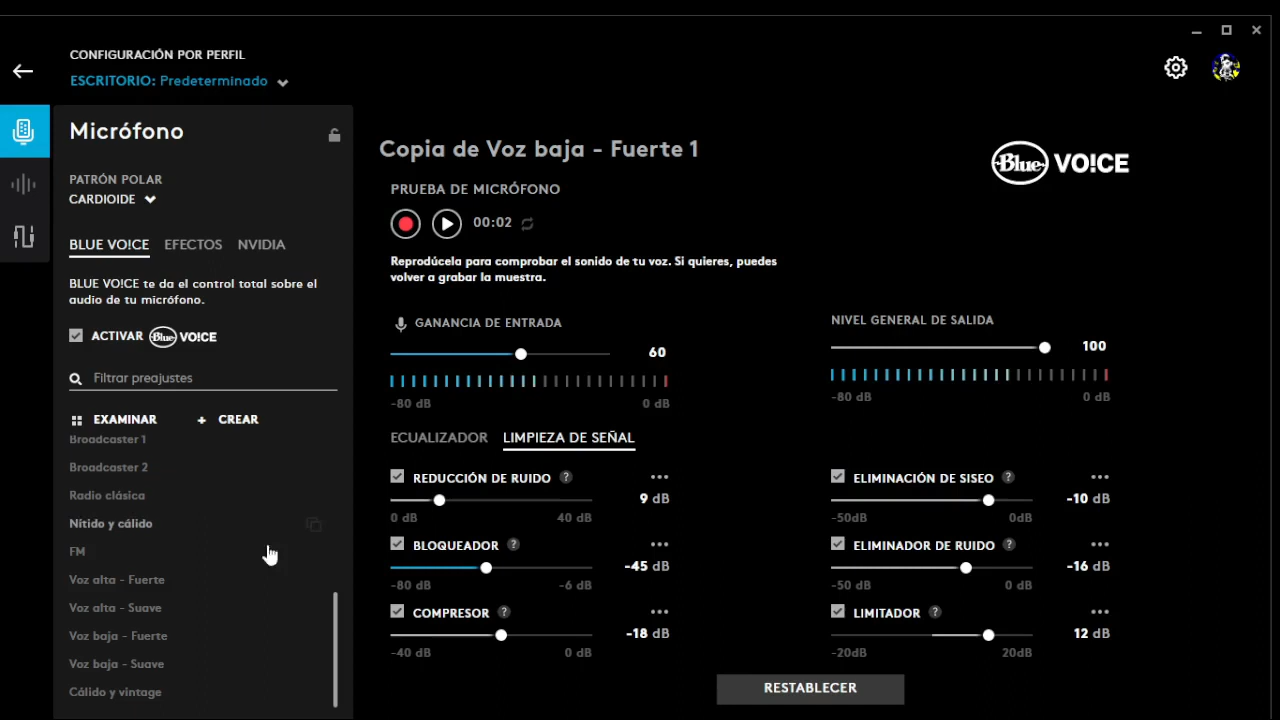 CONFIGURACIÓN POR PERFIL
ESCRITORIO: Predeterminado
Micrófono
PATRÓN POLAR
CARDIOIDE
BLUE VO!CE EFECTOS NVIDIA
BLUE VO!CE te da el control total sobre el
audio de tu micrófono.
ACTIVAR Blue VO!CE
Filtrar preajustes
EXAMINAR + CREAR
Broadcaster 1
Broadcaster 2
Radio clásica
Nítido y cálido
FM
Voz alta - Fuerte
Voz alta - Suave
Voz baja - Fuerte
Voz baja - Suave
Cálido y vintage
Copia de Voz baja - Fuerte 1
Blue VO!CE
PRUEBA DE MICRÓFONO
00:02
Reprodúcela para comprobar el sonido de tu voz. Si quieres, puedes
volver a grabar la muestra.
GANANCIA DE ENTRADA
60
-80 dB 0 dB
NIVEL GENERAL DE SALIDA
100
-80 dB 0 dB
ECUALIZADOR LIMPIEZA DE SEÑAL
REDUCCIÓN DE RUIDO ? •••
9 dB
0 dB 40 dB
ELIMINACIÓN DE SISEO ? •••
-10 dB
-50dB 0dB
BLOQUEADOR ? •••
-45 dB
-80 dB -6 dB
ELIMINADOR DE RUIDO ? •••
-16 dB
-50 dB 0 dB
COMPRESOR ? •••
-18 dB
-40 dB 0 dB
LIMITADOR ? •••
12 dB
-20dB 20dB
RESTABLECER